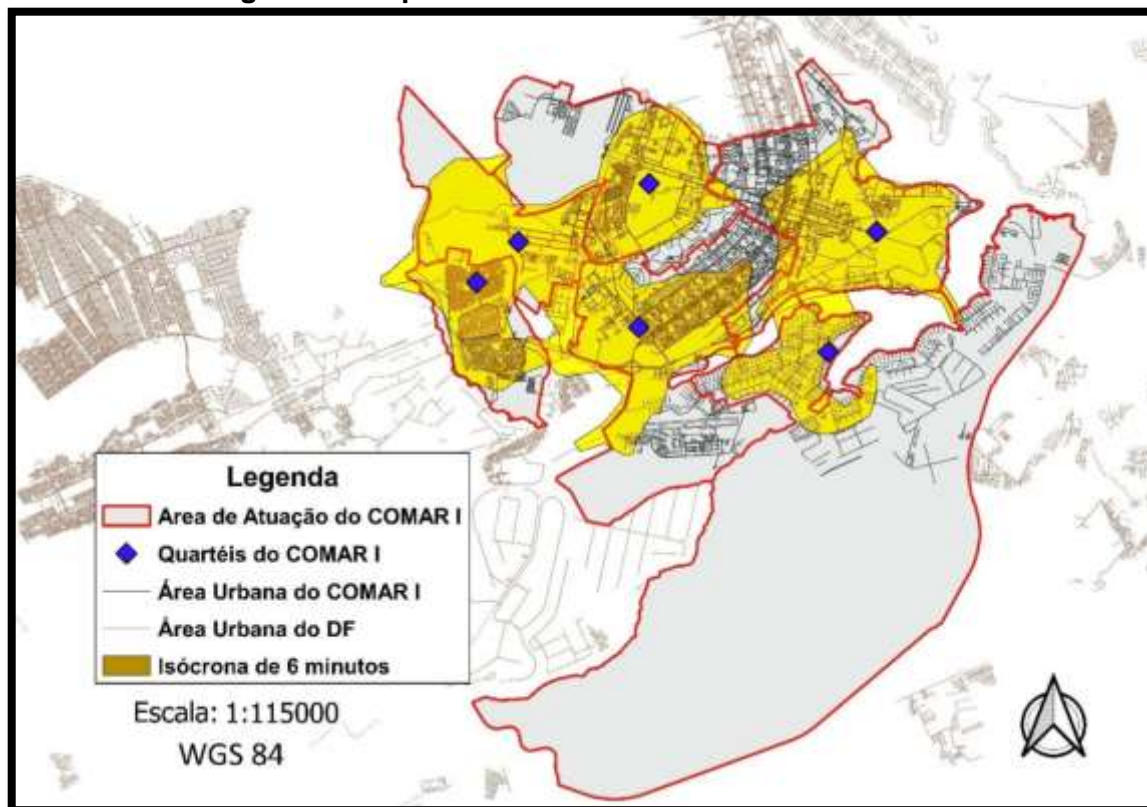 Legenda
Area de Atuação do COMAR I
Quartéis do COMAR I
Área Urbana do COMAR I
Área Urbana do DF
Isócrona de 6 minutos
Escala: 1:115000
WGS 84